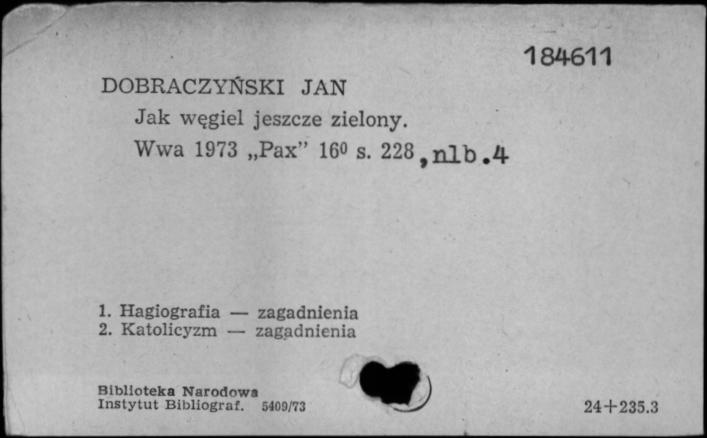 184611
DOBRACZYŃSKI JAN
Jak węgiel jeszcze zielony.
Wwa 1973 „Pax” 16⁰ s. 228, nlb.4
1. Hagiografia — zagadnienia
2. Katolicyzm — zagadnienia
Biblioteka Narodowa
Instytut Bibliograf. 5409/73
24+235.3